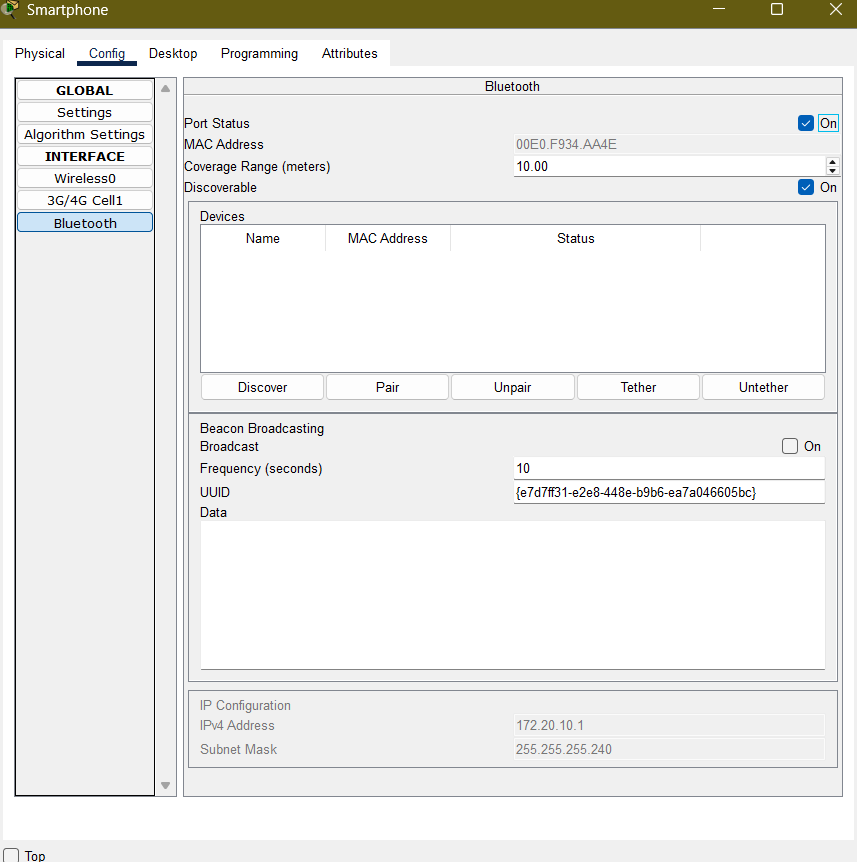 Smartphone
Physical Config Desktop Programming Attributes
GLOBAL
Settings
Algorithm Settings
INTERFACE
Wireless0
3G/4G Cell1
Bluetooth
Bluetooth
Port Status On
MAC Address 00E0.F934.AA4E
Coverage Range (meters) 10.00
Discoverable On
Devices
Name MAC Address Status
Discover Pair Unpair Tether Untether
Beacon Broadcasting
Broadcast On
Frequency (seconds) 10
UUID {e7d7ff31-e2e8-448e-b9b6-ea7a046605bc}
Data
IP Configuration
IPv4 Address 172.20.10.1
Subnet Mask 255.255.255.240
Top